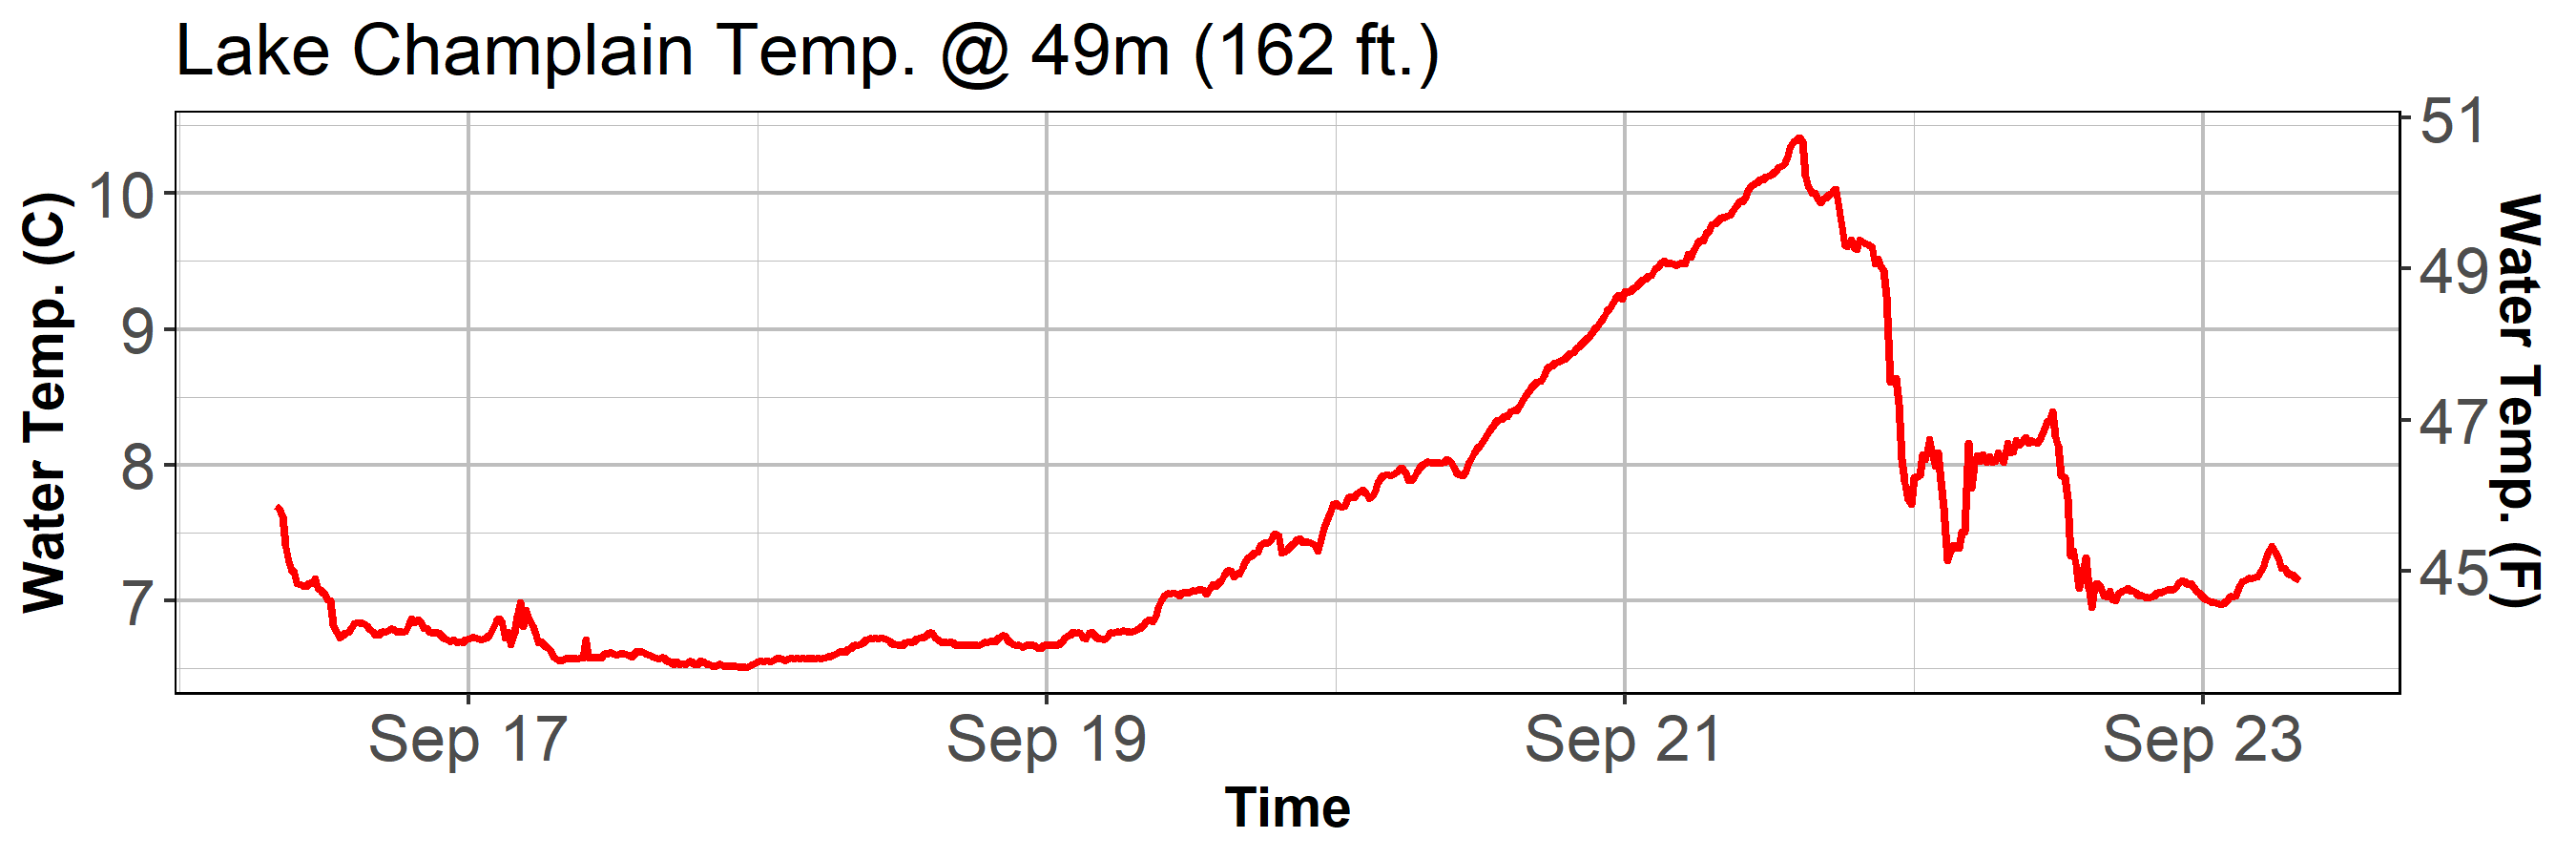 Lake Champlain Temp. @ 49m (162 ft.)
Water Temp. (C)
10
9
8
7
51
49
47
45
Water Temp. (F)
Sep 17
Sep 19
Sep 21
Sep 23
Time